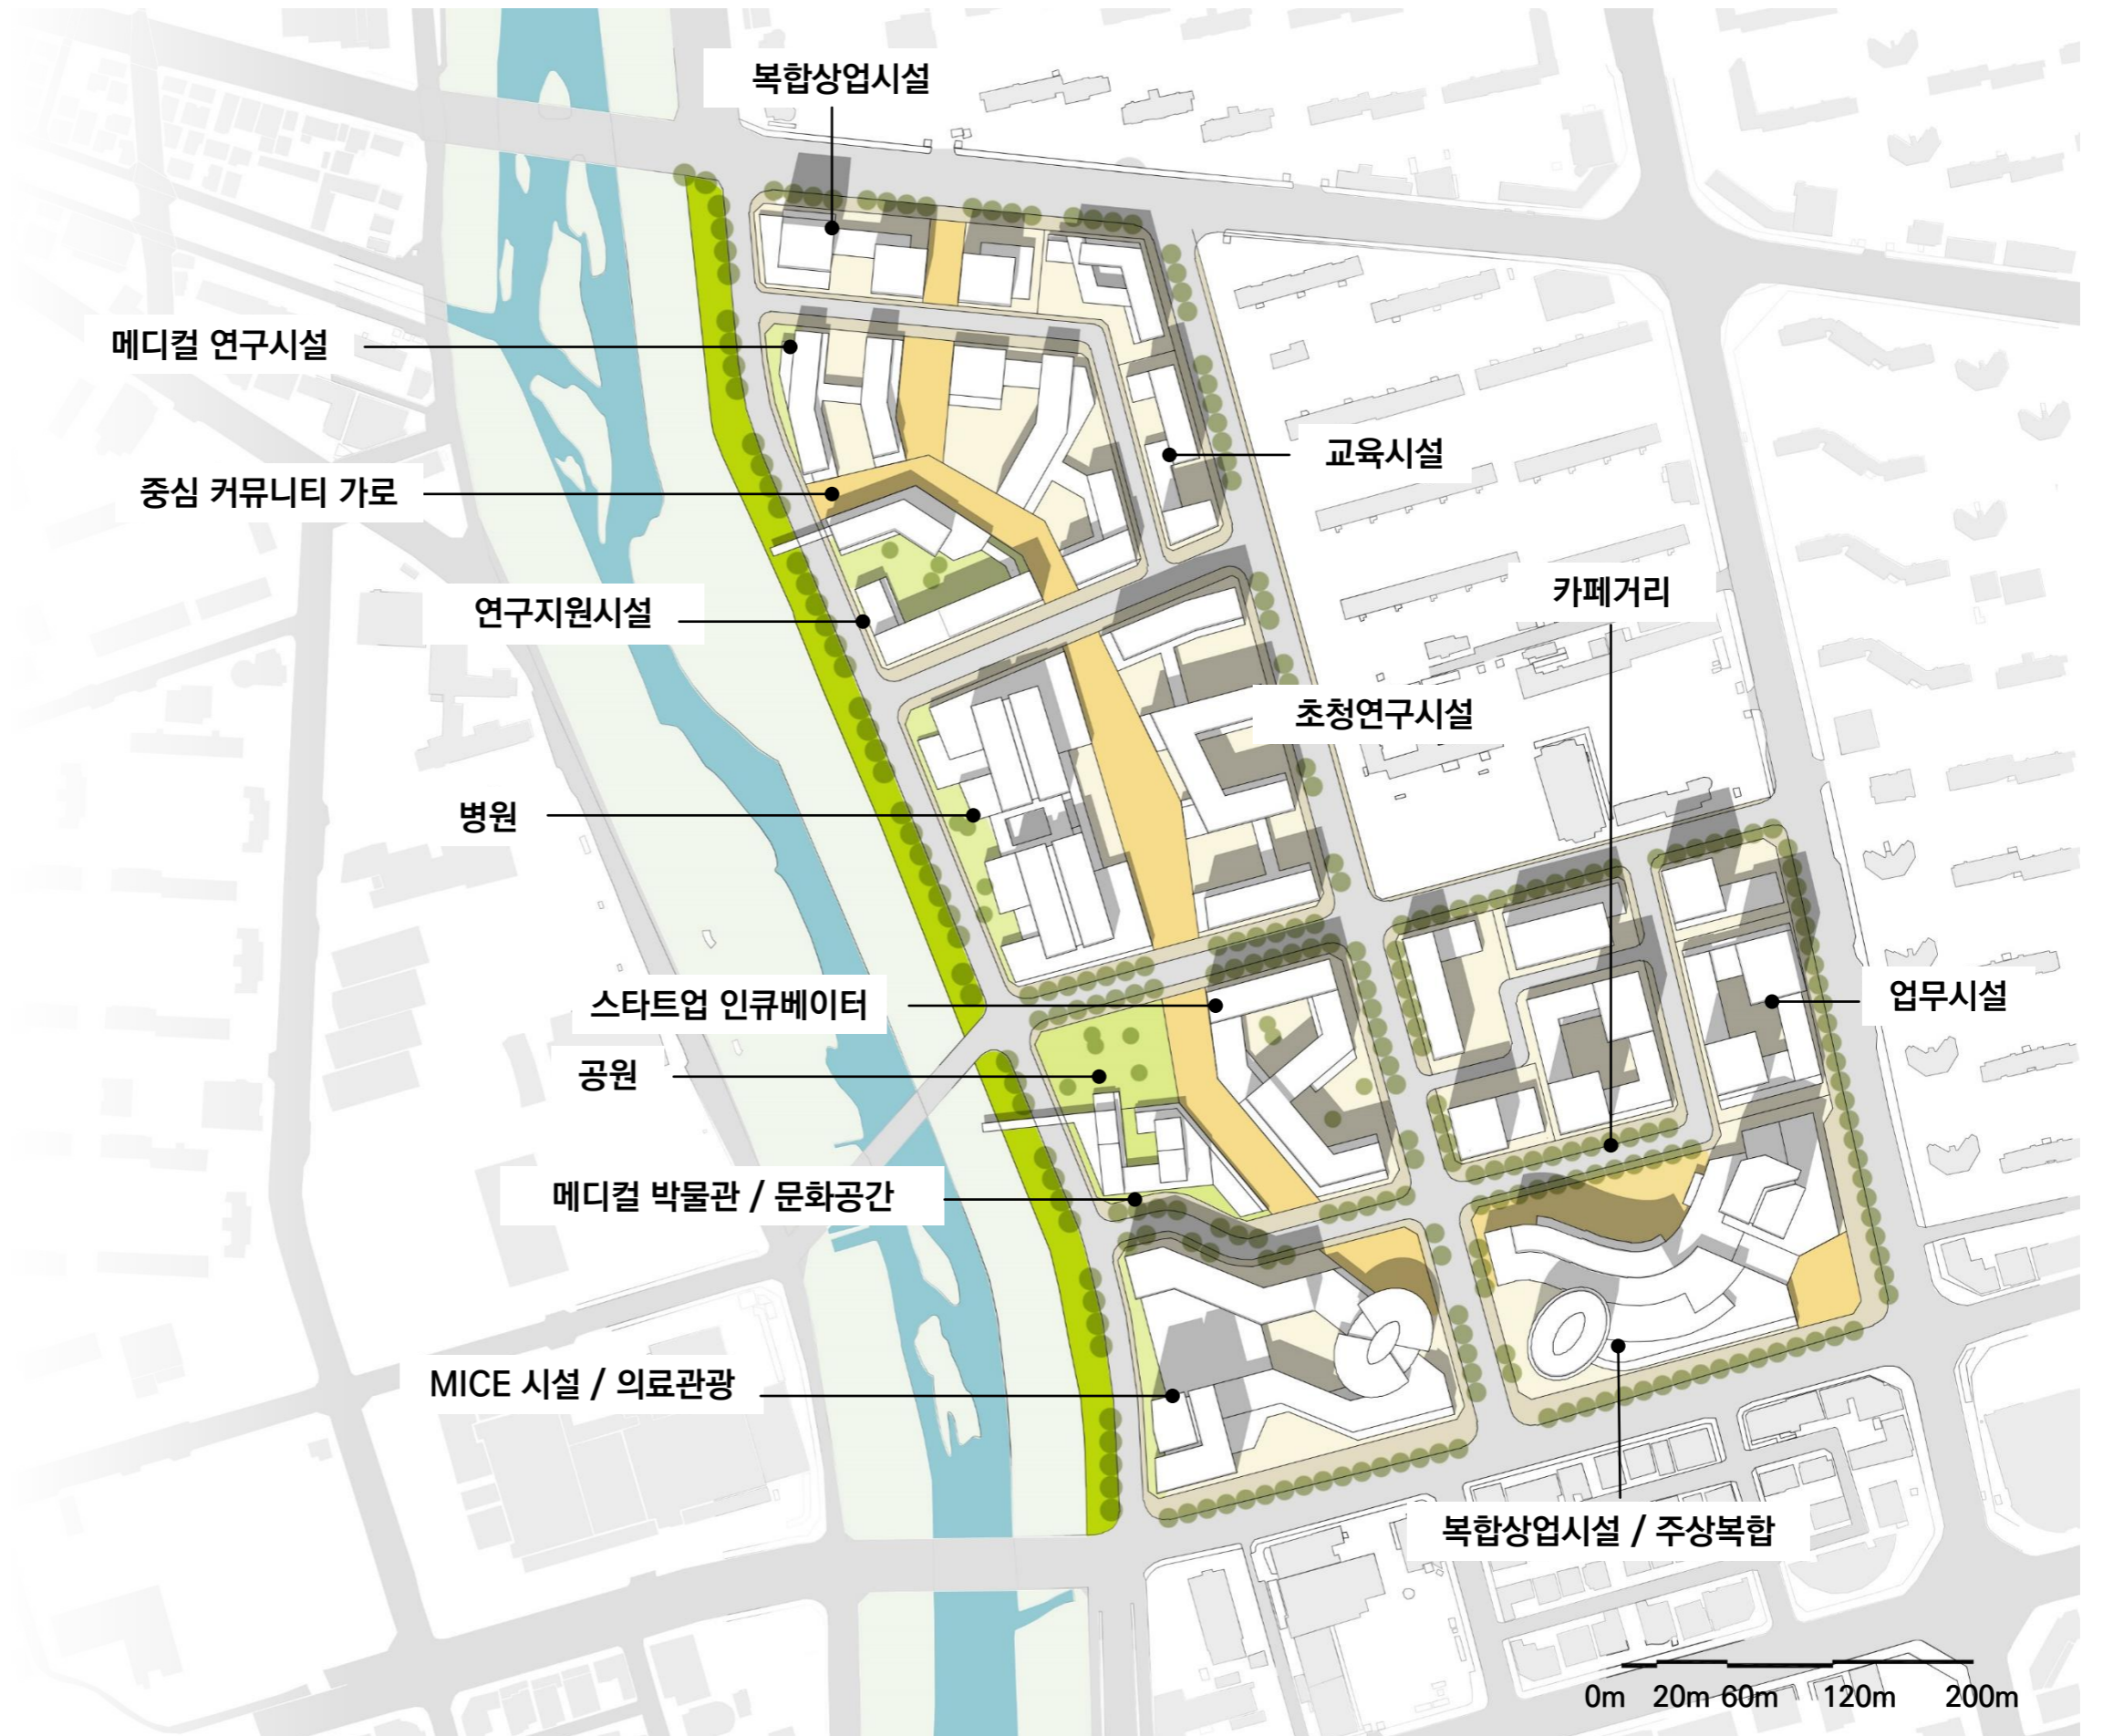 복합상업시설
메디컬 연구시설
교육시설
중심 커뮤니티 가로
카페거리
연구지원시설
초청연구시설
병원
스타트업 인큐베이터
업무시설
공원
메디컬 박물관 / 문화공간
MICE 시설 / 의료관광
복합상업시설 / 주상복합
0m 20m 60m 120m 200m